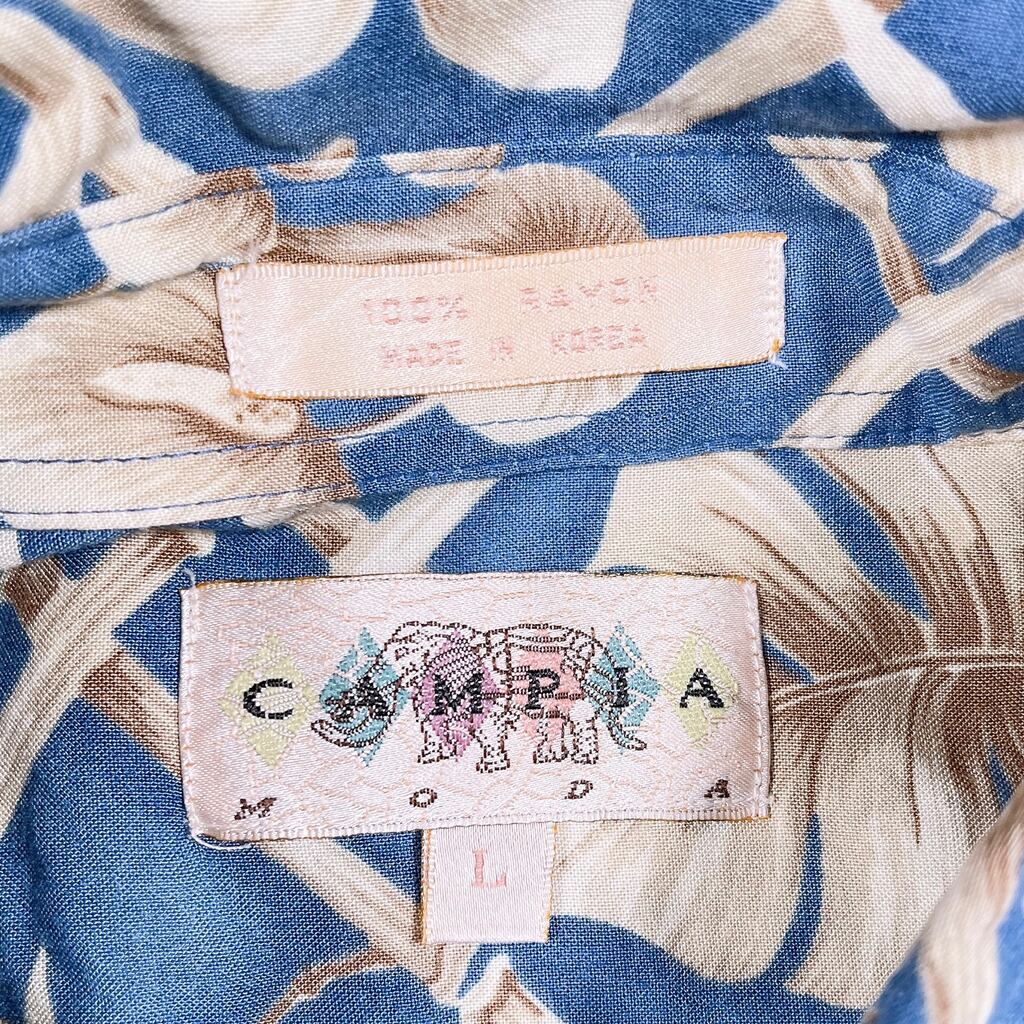 100% RAYON
MADE IN KOREA
CAMPIA
MODA
L